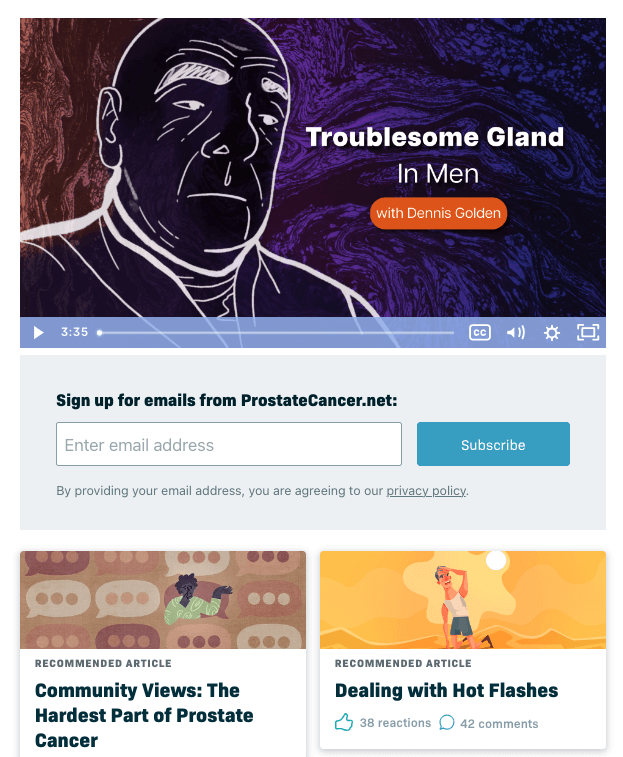 Troublesome Gland
In Men
with Dennis Golden
3:35
CC
Sign up for emails from ProstateCancer.net:
Enter email address
Subscribe
By providing your email address, you are agreeing to our privacy policy.
RECOMMENDED ARTICLE
Community Views: The
Hardest Part of Prostate
Cancer
RECOMMENDED ARTICLE
Dealing with Hot Flashes
38 reactions 42 comments